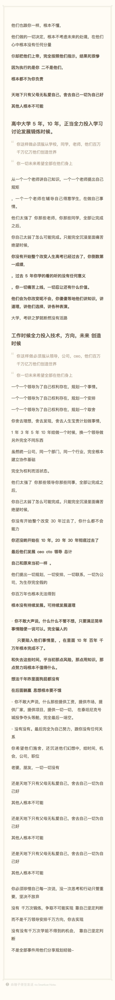 他们也跟你一样，根本不懂，
他们做的一切决定，根本不考虑未来的处境，在他们
心中根本没有任何分量
你却把他们上帝，完全按照他们指示，结果死很惨
因为执行的是你 二不是他们，
根本都不为你负责
天地下只有父母无私爱自己，舍去自己一切为自己好
其他人根本不可能
高中大学 5 年，10 年，正当全力投入学习
讨论发展锻炼时候。
你这样做必须服从学校，同学，老师，他们百万
千万亿万他们创造世界
你一切未来希望全部在他们身上
从一个一个老师讲自己知识，一个一个老师提出自己
规矩
，一个一个老师在辅导自己得意学生，在做自己事
情。
他们太强了 你那些老师，你那些同学，全部让完成
之后，
你自己太弱了怎么可能完成。只能完全沉浸里面痛苦
绝望时候，
你没有开始整个改变人生高考已经过去了，你倒数第
一成绩，
，过去 5 年你学的看的听的没有任何意义
，你一切痛苦上线，一切忍让还有什么价值。
他们会为你改变呢不会，你傻傻等地他们讲知识，讲
道理，讲他们选择，讲各种表演。
大学，考研之梦就断然没有活路
工作时候全力投入技术，方向，未来 创造
时候
你这样做必须服从领导，公司，ceo，他们百万
千万亿万他们创造世界
你一切未来希望全部在他们身上
一个一个领导为了自己权利存在，规划一个事情。
一个一个领导为了自己权利存在，规划一个安排
一个一个领导为了自己权利存在，规划一个取舍
你舍去理想，舍去发现，舍去人生宝贵计划做事情，
1 年 3 年 5 年 10 年给做一个时候，换一个领导做
另外完全不同东西
虽然统一公司，同一个部门，同一个行业，完全根本
建立协作基础
完全为权利而活状态。
他们太强了 你那些领导你那些同事，全部让完成之
后，
你自己太弱了怎么可能完成。只能完全沉浸里面痛苦
绝望时候，
你没有开始整个改变 30 年过去了，你什么都不会
能力
你还没哟开始在 10 年，20 年 30 年彻底过去了
最后他们发展 ceo cto 领导 总计
自己和原来当初一样 。
他们提出一切规划，一切安排，一切联系，一切为公
司，为生存完全假的
你百万年也根本无法得到
根本没有持续发展。可持续发展道理
你不敢大声说，什么什么不管不想，只要满足简单
事情随便一说可以。完全骗人的
只要陷入他们事情里，，在里面 10 年 百年 千
万年根本完成不了。
和失去这些时间，乎当初那点风险，那点用知识，那
点努力吗根本不值得什么。
想法千年咋里面狗屁都没有
在后面躺赢 思想根本要不饿
你不敢大声说，什么那些提供工资，提供市场，提
供厂家，提供项目，提供一切一切， 在泰坦尼克号
城投争夺头等舱，完全最后一场空。
没有没有。最后完全为自己努力，跟你没有任何关
系
你希望他们施舍，还沉迷他们幻想中，给时间，机
会，公司，职位
老婆，朋友，一切一切没有
还是天地下只有父母无私爱自己，舍去自己一切为自
己好
其他人根本不可能
还是天地下只有父母无私爱自己，舍去自己一切为自
己好
其他人根本不可能
还是天地下只有父母无私爱自己，舍去自己一切为自
己好
其他人根本不可能
你必须珍惜自己每一次说，没一次思考和行动只管重
要，坚决不放弃
没有 千万次锻炼，争取不可能实现 靠自己坚定判断
而不是千万领导安排千万方向，你去实现
没有没有千万次学姐不得到的机会， 靠自己坚定判
断
不是全部事件用他们分享规划经验~
由锤子便签发送 via Smartisan Notes